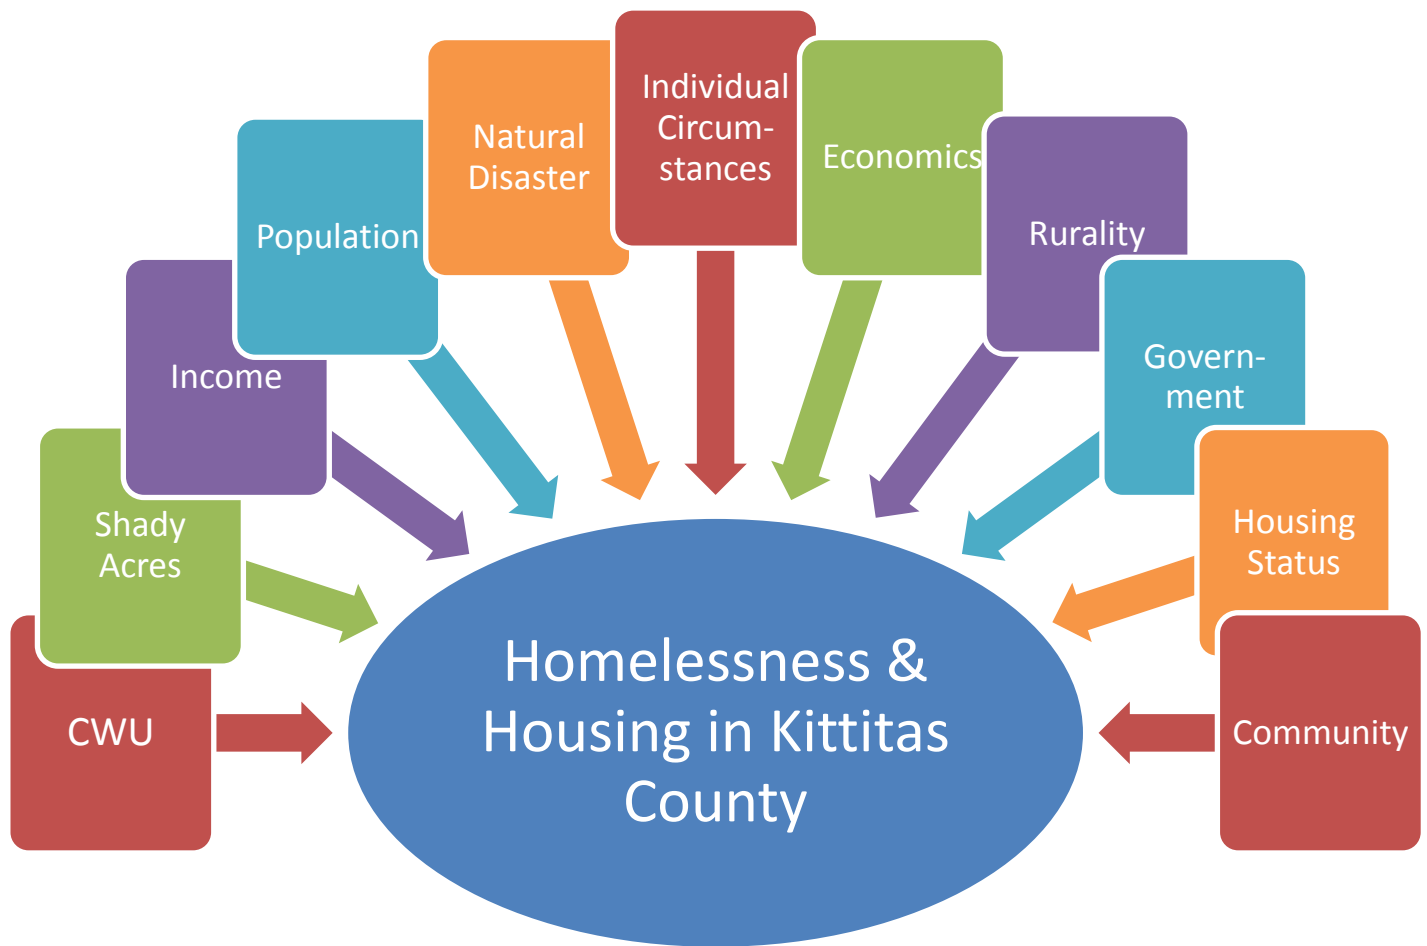 CWU
Shady
Acres
Income
Population
Natural
Disaster
Individual
Circum-
stances
Economics
Rurality
Govern-
ment
Housing
Status
Community
Homelessness &
Housing in Kittitas
County